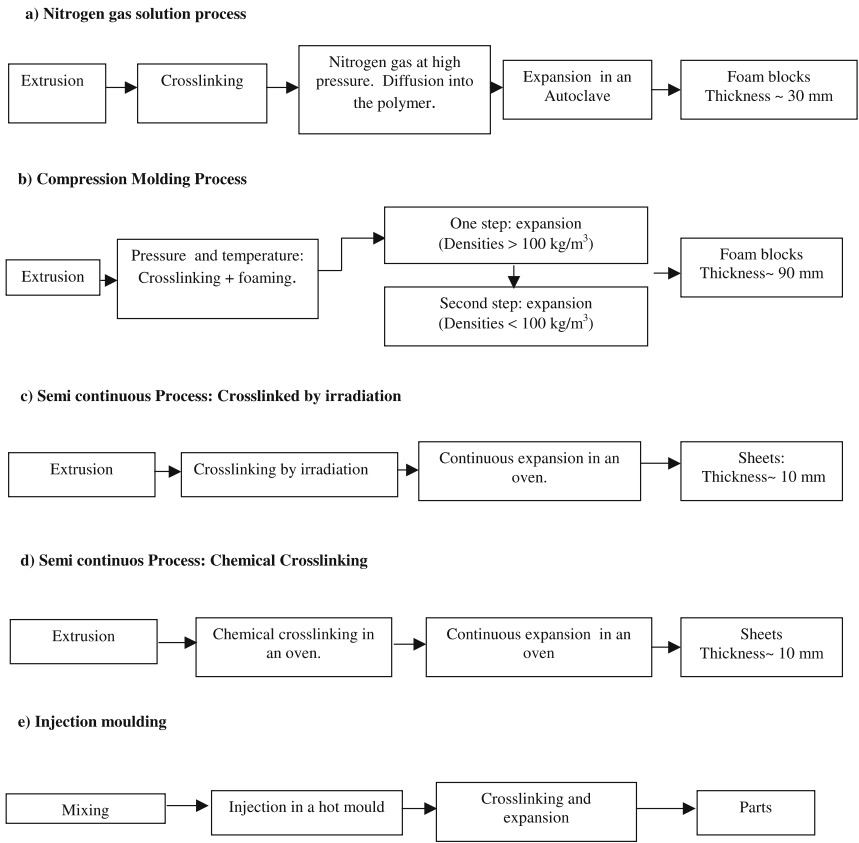 a) Nitrogen gas solution process
Extrusion
Crosslinking
Nitrogen gas at high
pressure. Diffusion into
the polymer.
Expansion in an
Autoclave
Foam blocks
Thickness ~ 30 mm
b) Compression Molding Process
Extrusion
Pressure and temperature:
Crosslinking + foaming.
One step: expansion
(Densities > 100 kg/m³)
Second step: expansion
(Densities < 100 kg/m³)
Foam blocks
Thickness~ 90 mm
c) Semi continuous Process: Crosslinked by irradiation
Extrusion
Crosslinking by irradiation
Continuous expansion in an
oven.
Sheets:
Thickness~ 10 mm
d) Semi continuos Process: Chemical Crosslinking
Extrusion
Chemical crosslinking in
an oven.
Continuous expansion in an
oven
Sheets
Thickness~ 10 mm
e) Injection moulding
Mixing
Injection in a hot mould
Crosslinking and
expansion
Parts